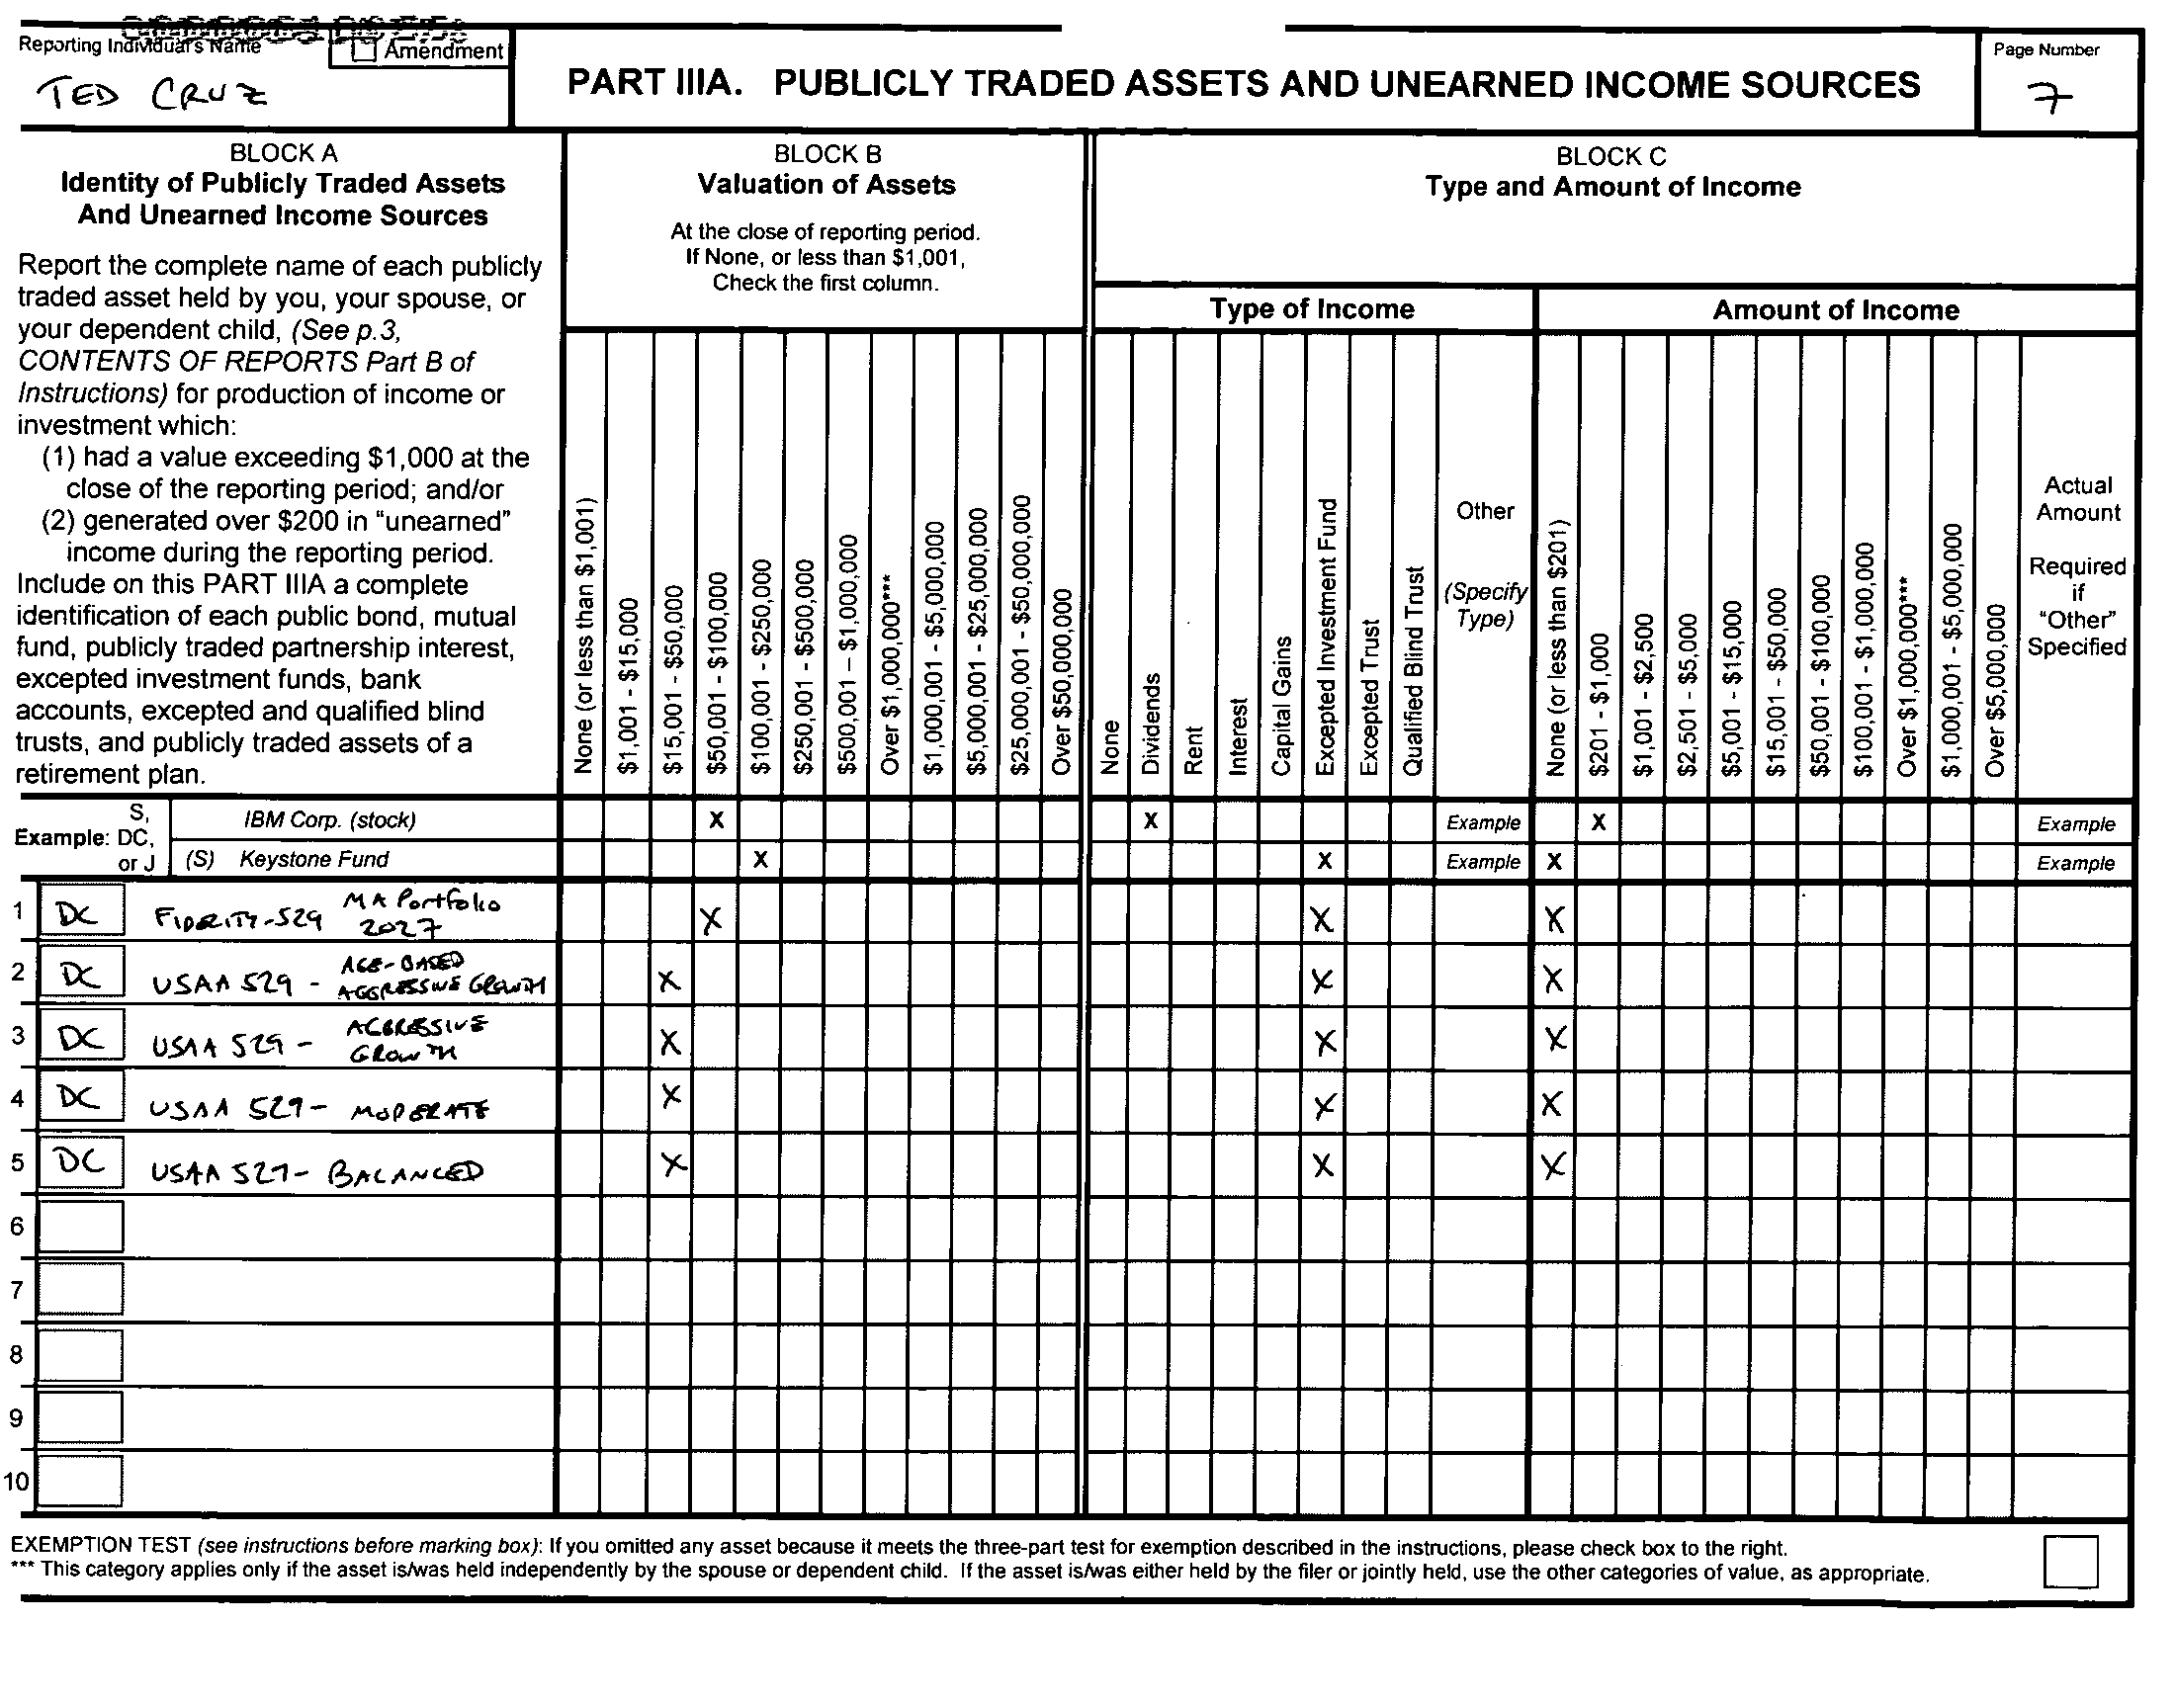 Reporting Individual's Name
Amendment
TED CRUZ
PART IIIA. PUBLICLY TRADED ASSETS AND UNEARNED INCOME SOURCES
Page Number
7
BLOCK A
Identity of Publicly Traded Assets
And Unearned Income Sources
Report the complete name of each publicly
traded asset held by you, your spouse, or
your dependent child, (See p.3,
CONTENTS OF REPORTS Part B of
Instructions) for production of income or
investment which:
(1) had a value exceeding $1,000 at the
close of the reporting period; and/or
(2) generated over $200 in "unearned"
income during the reporting period.
Include on this PART IIIA a complete
identification of each public bond, mutual
fund, publicly traded partnership interest,
excepted investment funds, bank
accounts, excepted and qualified blind
trusts, and publicly traded assets of a
retirement plan.
BLOCK B
Valuation of Assets
At the close of reporting period.
If None, or less than $1,001,
Check the first column.
None (or less than $1,001)
$1,001 - $15,000
$15,001 - $50,000
$50,001 - $100,000
$100,001 - $250,000
$250,001 - $500,000
$500,001 – $1,000,000
Over $1,000,000***
$1,000,001 - $5,000,000
$5,000,001 - $25,000,000
$25,000,001 - $50,000,000
Over $50,000,000
BLOCK C
Type and Amount of Income
Type of Income
None
Dividends
Rent
Interest
Capital Gains
Excepted Investment Fund
Excepted Trust
Qualified Blind Trust
Other
(Specify
Type)
Amount of Income
None (or less than $201)
$201 - $1,000
$1,001 - $2,500
$2,501 - $5,000
$5,001 - $15,000
$15,001 - $50,000
$50,001 - $100,000
$100,001 - $1,000,000
Over $1,000,000***
$1,000,001 - $5,000,000
Over $5,000,000
Actual
Amount
Required
if
"Other"
Specified
Example: S,
DC,
or J
IBM Corp. (stock) X X Example X Example
(S) Keystone Fund X X Example X Example
1 DC FIDELITY-529 MA Portfolio
2027 X X X
2 DC USAA 529 - AGE-BASED
AGGRESSIVE GROWTH X X X
3 DC USAA 529 - AGGRESSIVE
GROWTH X X X
4 DC USAA 529 - MODERATE X X X
5 DC USAA 529 - BALANCED X X X
6
7
8
9
10
EXEMPTION TEST (see instructions before marking box): If you omitted any asset because it meets the three-part test for exemption described in the instructions, please check box to the right.
*** This category applies only if the asset is/was held independently by the spouse or dependent child. If the asset is/was either held by the filer or jointly held, use the other categories of value, as appropriate.